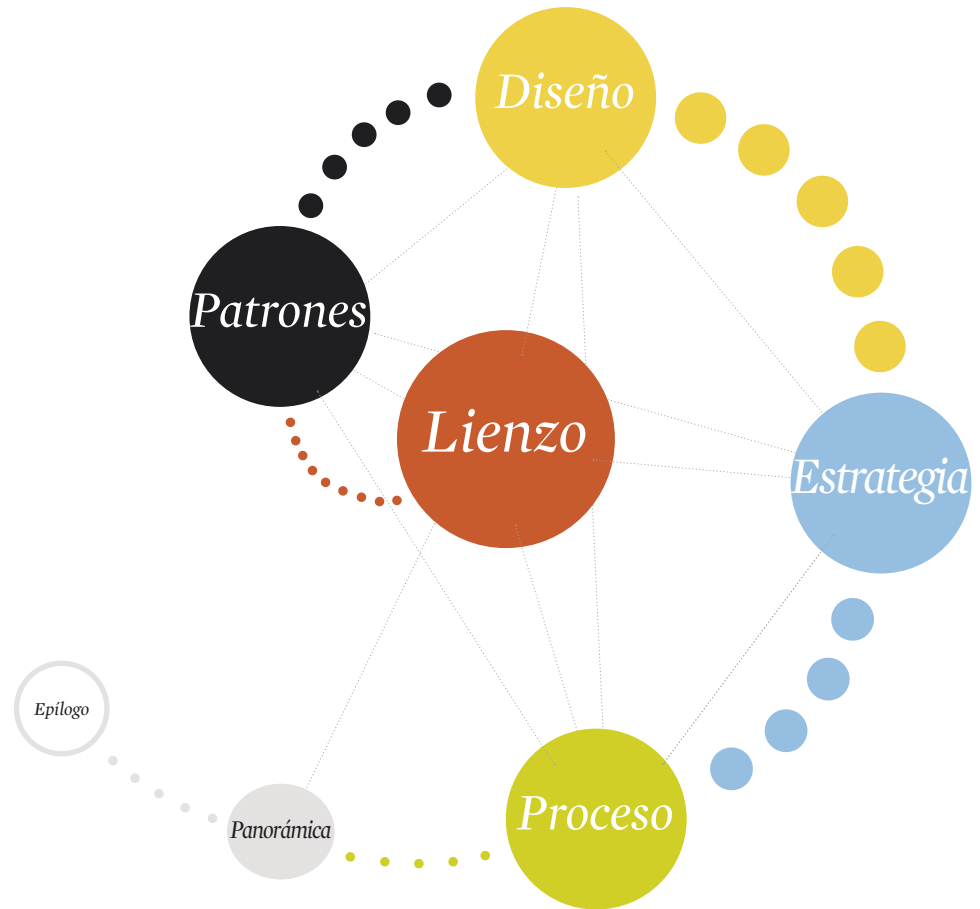 Diseño
Patrones
Lienzo
Estrategia
Epílogo
Proceso
Panorámica